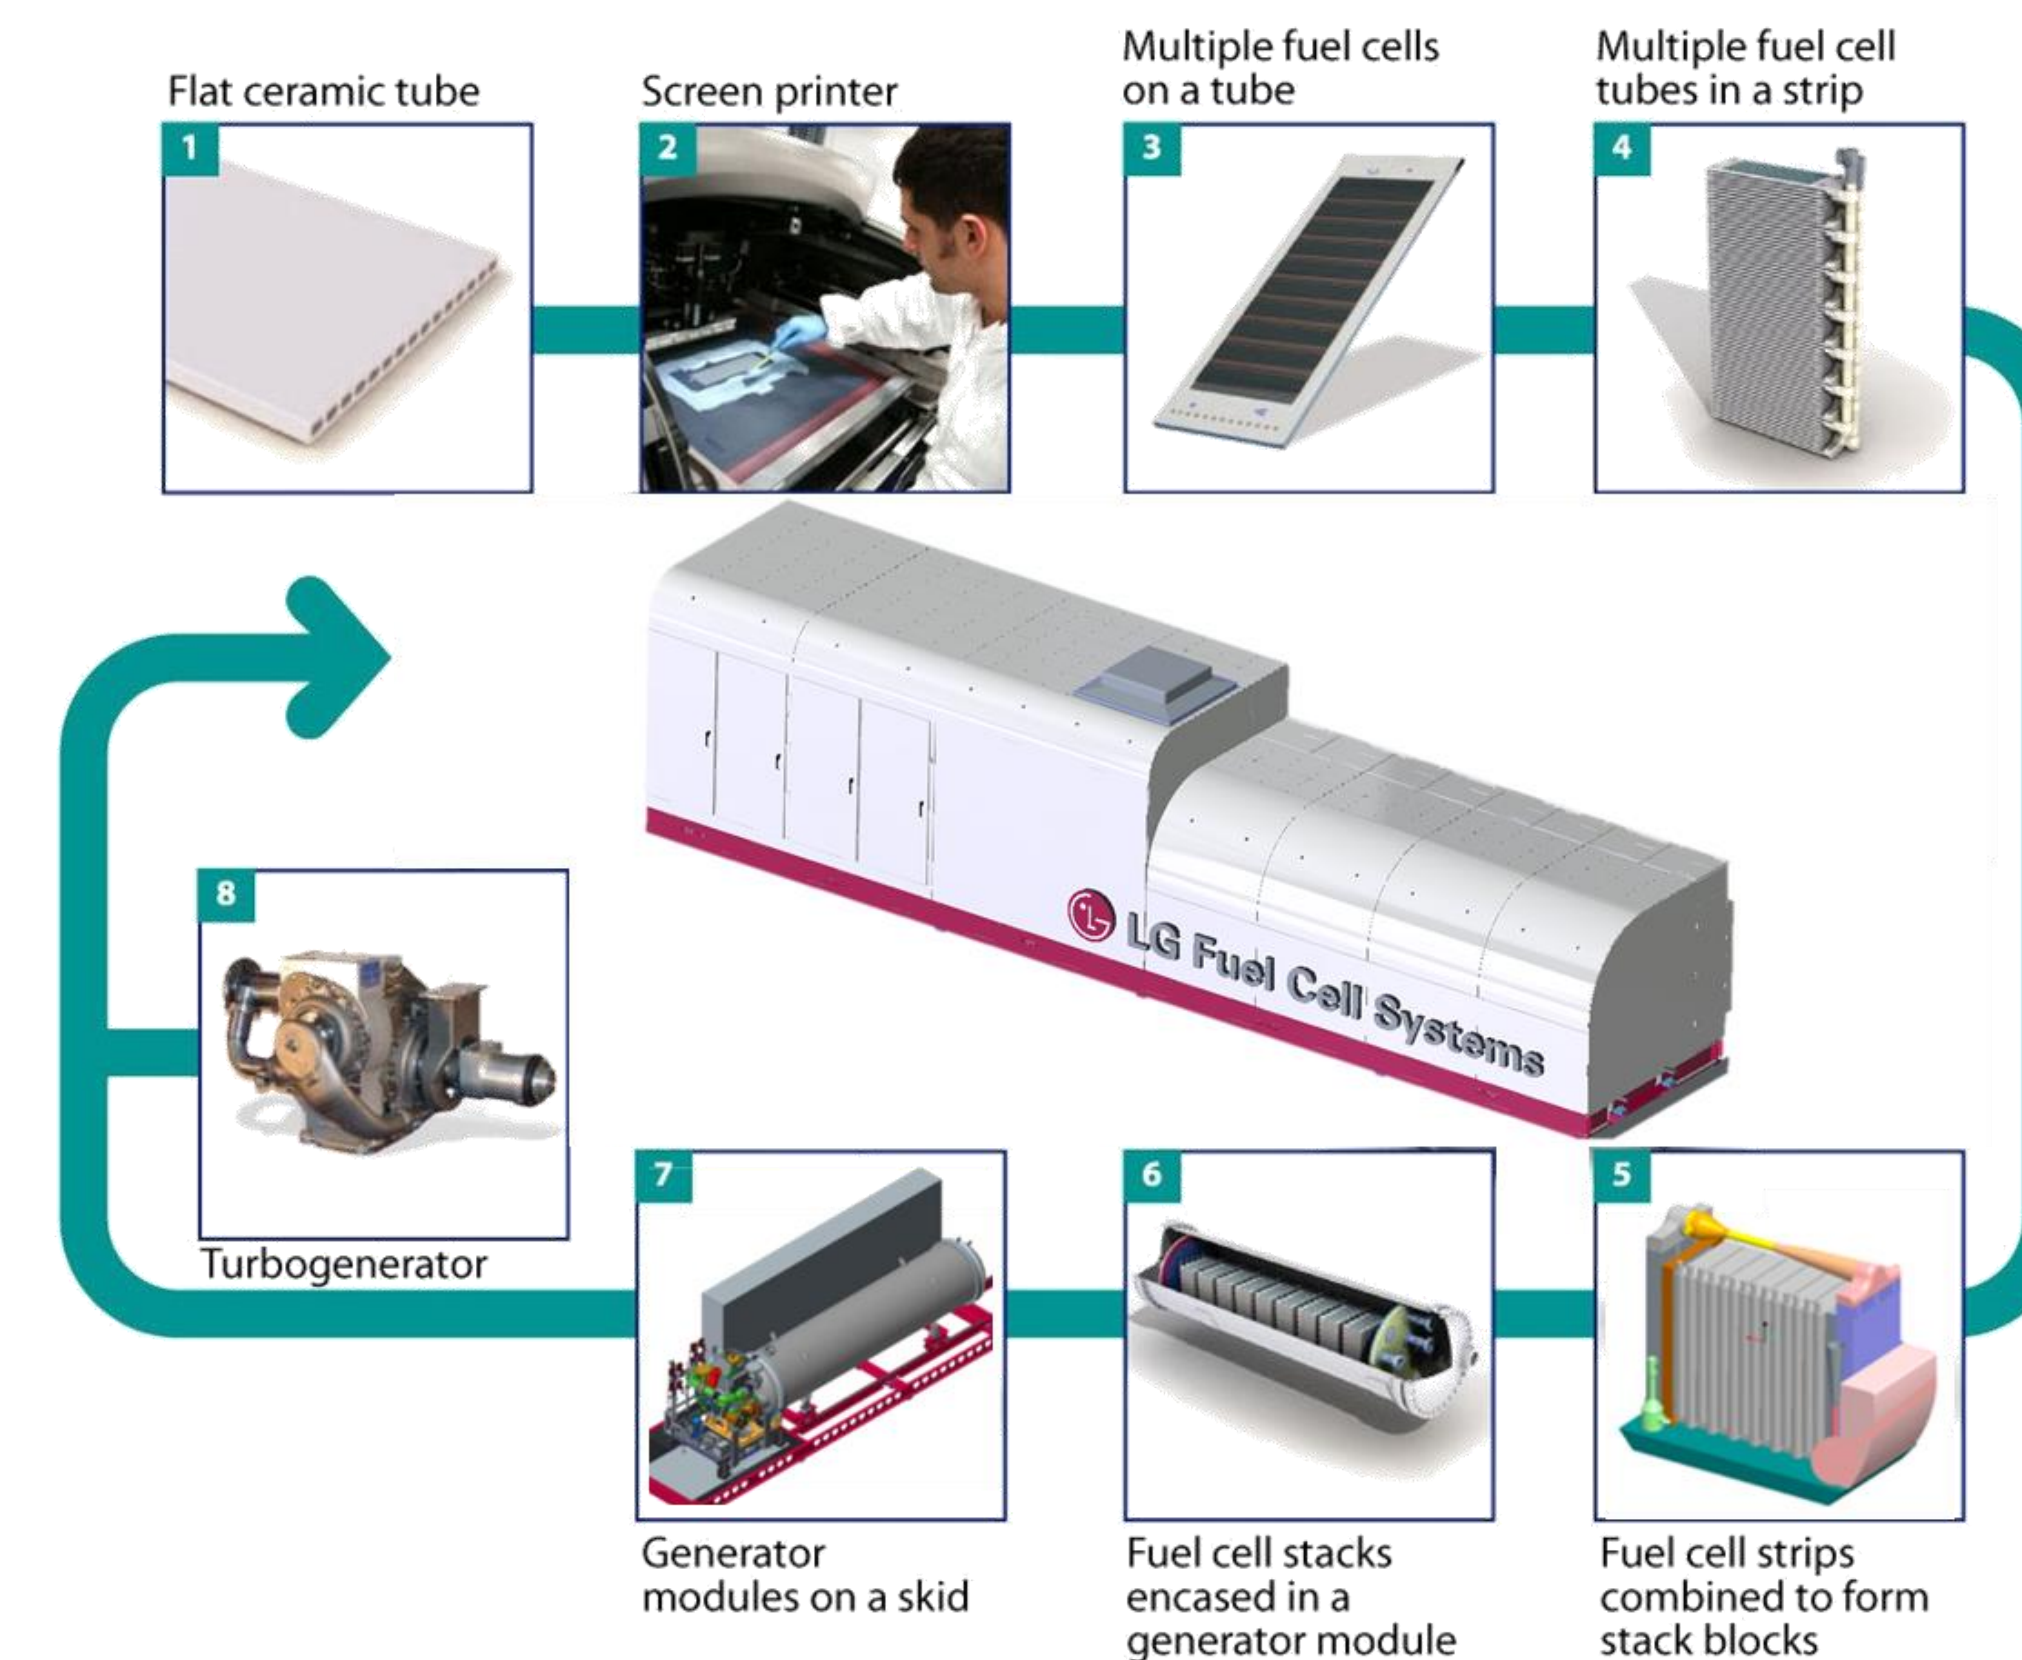 Flat ceramic tube
1
Screen printer
2
Multiple fuel cells
on a tube
3
Multiple fuel cell
tubes in a strip
4
LG LG Fuel Cell Systems
8
Turbogenerator
7
Generator
modules on a skid
6
Fuel cell stacks
encased in a
generator module
5
Fuel cell strips
combined to form
stack blocks